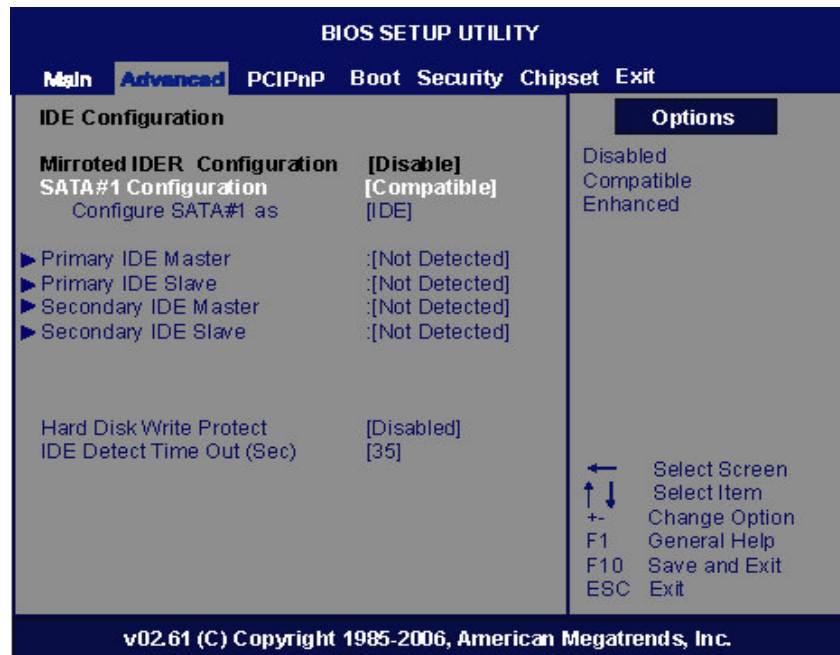 BIOS SETUP UTILITY
Main Advanced PCIPnP Boot Security Chipset Exit
IDE Configuration
Mirroted IDER Configuration [Disable]
SATA#1 Configuration [Compatible]
Configure SATA#1 as [IDE]
Primary IDE Master :[Not Detected]
Primary IDE Slave :[Not Detected]
Secondary IDE Master :[Not Detected]
Secondary IDE Slave :[Not Detected]
Hard Disk Write Protect [Disabled]
IDE Detect Time Out (Sec) [35]
Options
Disabled
Compatible
Enhanced
Select Screen
Select Item
+- Change Option
F1 General Help
F10 Save and Exit
ESC Exit
v02.61 (C) Copyright 1985-2006, American Megatrends, Inc.